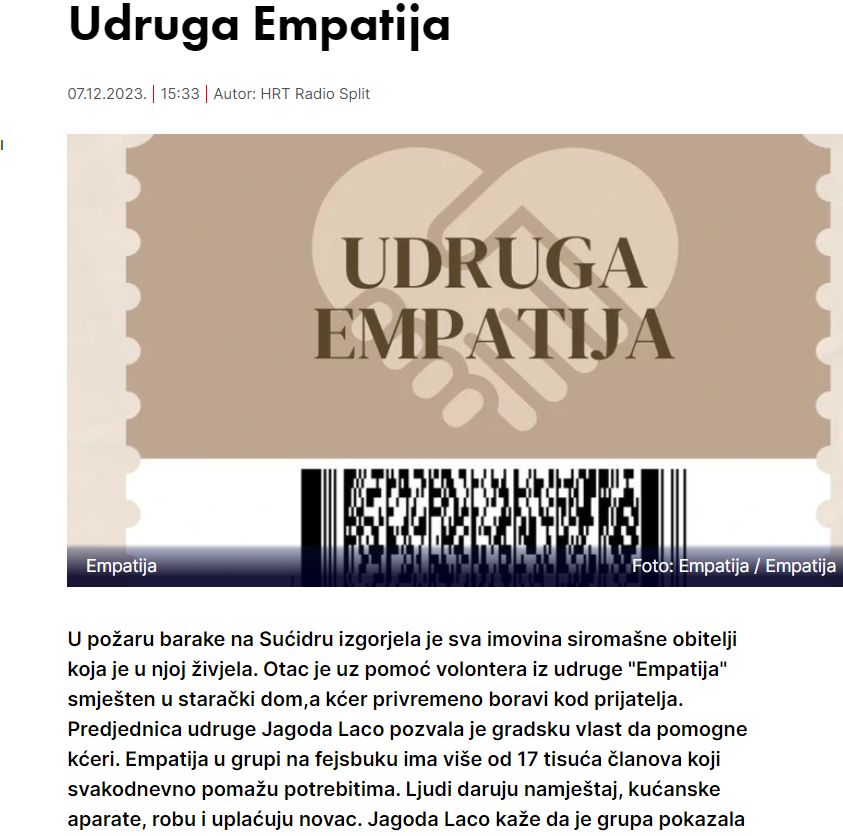 Udruga Empatija
07.12.2023. | 15:33 | Autor: HRT Radio Split
UDRUGA
EMPATIJA
Empatija
Foto: Empatija / Empatija
U požaru barake na Sućidru izgorjela je sva imovina siromašne obitelji
koja je u njoj živjela. Otac je uz pomoć volontera iz udruge "Empatija"
smješten u starački dom,a kćer privremeno boravi kod prijatelja.
Predjednica udruge Jagoda Laco pozvala je gradsku vlast da pomogne
kćeri. Empatija u grupi na fejsbuku ima više od 17 tisuća članova koji
svakodnevno pomažu potrebitima. Ljudi daruju namještaj, kućanske
aparate, robu i uplaćuju novac. Jagoda Laco kaže da je grupa pokazala